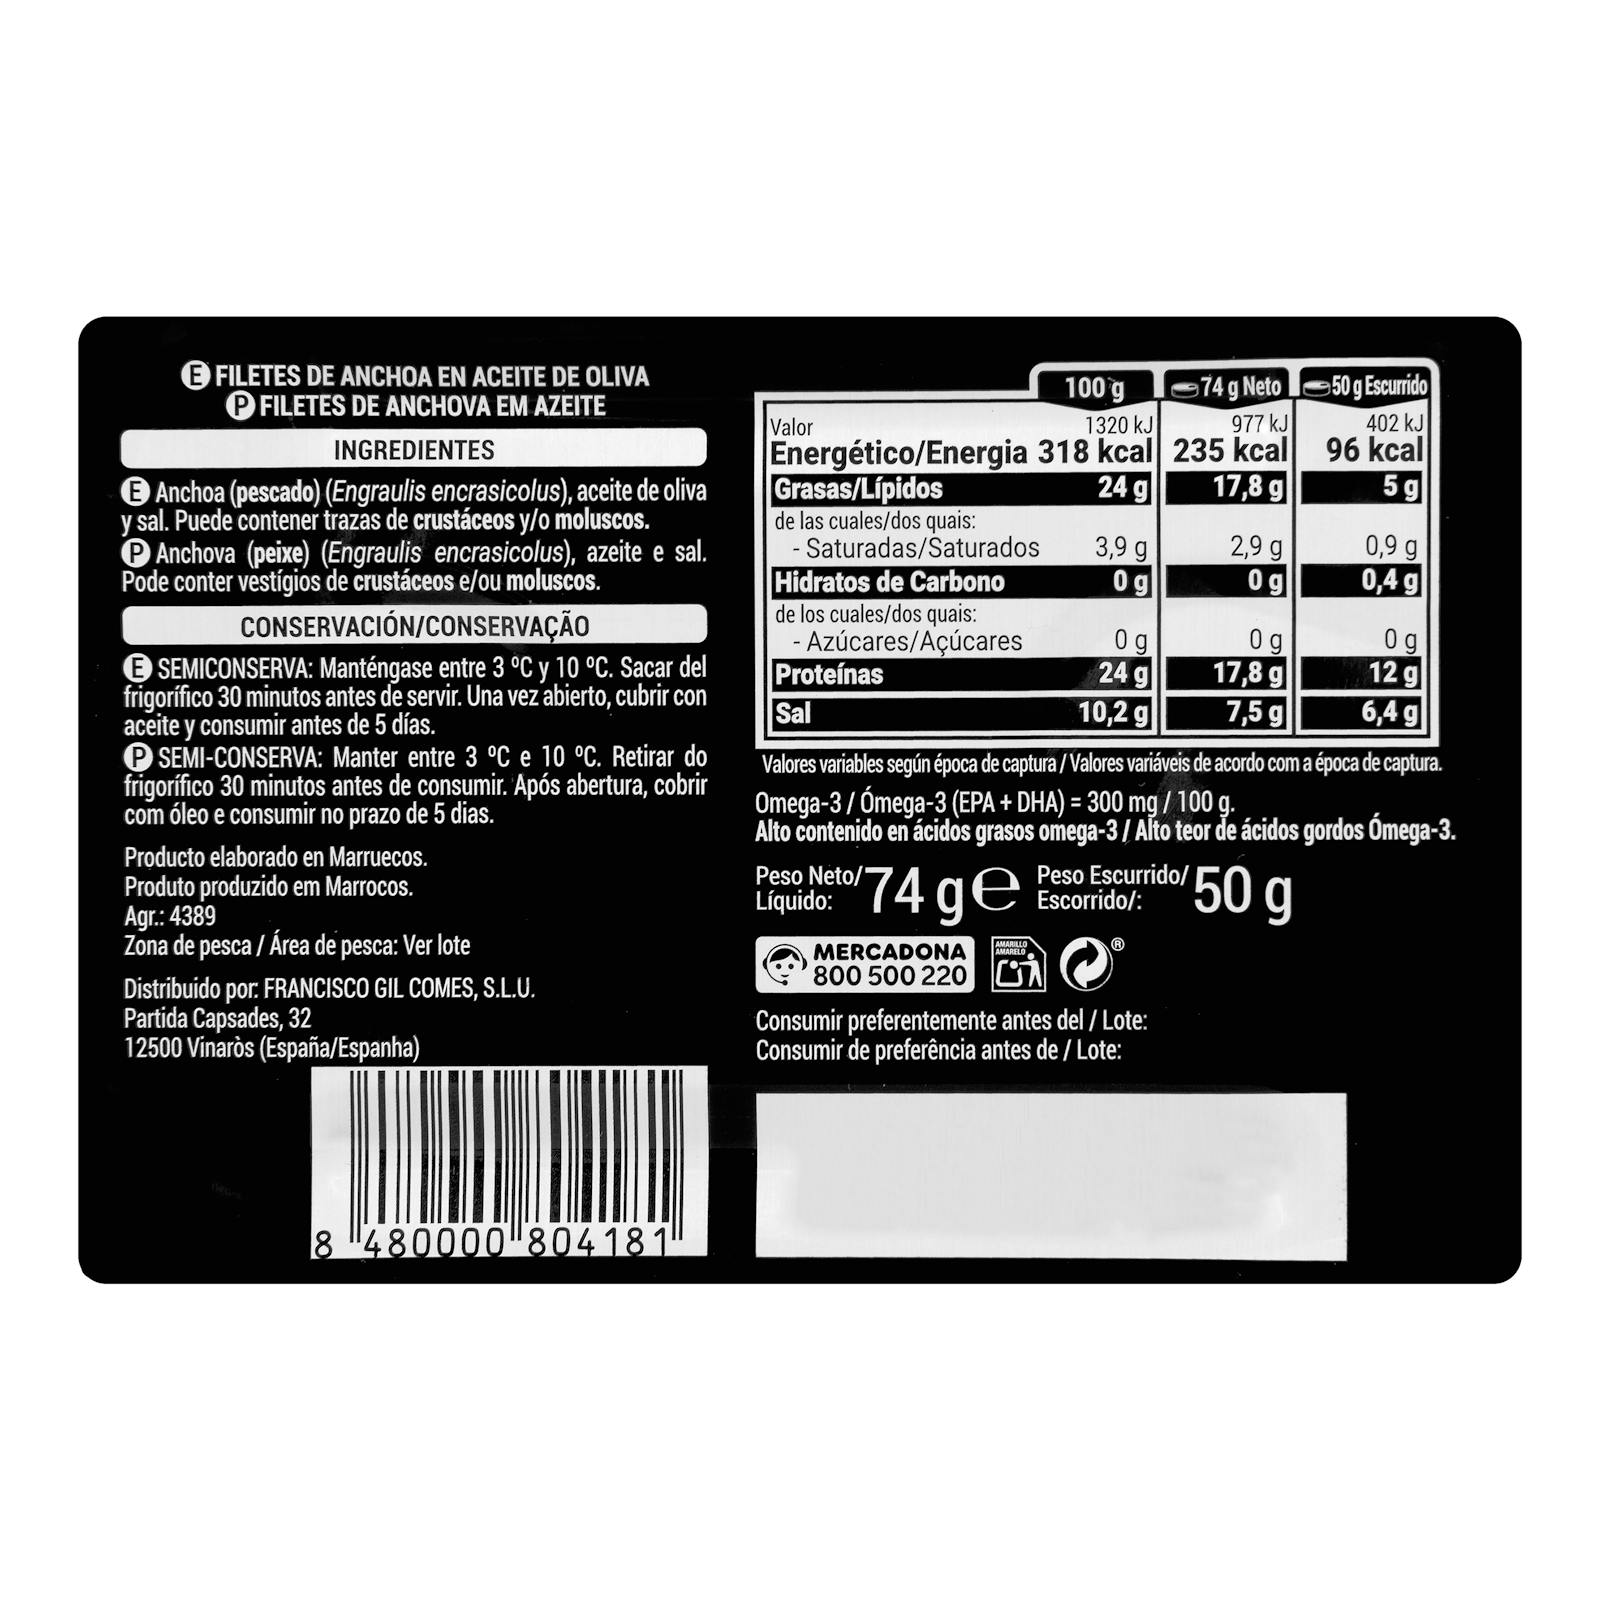 E FILETES DE ANCHOA EN ACEITE DE OLIVA
P FILETES DE ANCHOVA EM AZEITE
INGREDIENTES
E Anchoa (pescado) (Engraulis encrasicolus), aceite de oliva
y sal. Puede contener trazas de crustáceos y/o moluscos.
P Anchova (peixe) (Engraulis encrasicolus), azeite e sal.
Pode conter vestígios de crustáceos e/ou moluscos.
CONSERVACIÓN/CONSERVAÇÃO
E SEMICONSERVA: Manténgase entre 3 ºC y 10 ºC. Sacar del
frigorífico 30 minutos antes de servir. Una vez abierto, cubrir con
aceite y consumir antes de 5 días.
P SEMI-CONSERVA: Manter entre 3 ºC e 10 ºC. Retirar do
frigorífico 30 minutos antes de consumir. Após abertura, cobrir
com óleo e consumir no prazo de 5 dias.
Producto elaborado en Marruecos.
Produto produzido em Marrocos.
Agr.: 4389
Zona de pesca / Área de pesca: Ver lote
Distribuido por: FRANCISCO GIL COMES, S.L.U.
Partida Capsades, 32
12500 Vinaròs (España/Espanha)
8 480000 804181
100 g 74 g Neto 50 g Escurrido
Valor 1320 kJ 977 kJ 402 kJ
Energético/Energia 318 kcal 235 kcal 96 kcal
Grasas/Lípidos 24 g 17,8 g 5 g
de las cuales/dos quais:
- Saturadas/Saturados 3,9 g 2,9 g 0,9 g
Hidratos de Carbono 0 g 0 g 0,4 g
de los cuales/dos quais:
- Azúcares/Açúcares 0 g 0 g 0 g
Proteínas 24 g 17,8 g 12 g
Sal 10,2 g 7,5 g 6,4 g
Valores variables según época de captura / Valores variáveis de acordo com a época de captura.
Omega-3 / Ómega-3 (EPA + DHA) = 300 mg / 100 g.
Alto contenido en ácidos grasos omega-3 / Alto teor de ácidos gordos Ómega-3.
Peso Neto/ Líquido: 74 g e Peso Escurrido/ Escorrido/: 50 g
MERCADONA
800 500 220
AMARILLO
AMARELO
®
Consumir preferentemente antes del / Lote:
Consumir de preferência antes de / Lote: